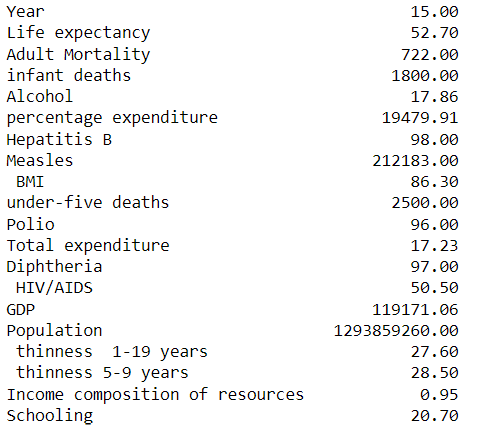 Year 15.00
Life expectancy 52.70
Adult Mortality 722.00
infant deaths 1800.00
Alcohol 17.86
percentage expenditure 19479.91
Hepatitis B 98.00
Measles 212183.00
BMI 86.30
under-five deaths 2500.00
Polio 96.00
Total expenditure 17.23
Diphtheria 97.00
HIV/AIDS 50.50
GDP 119171.06
Population 1293859260.00
thinness  1-19 years 27.60
thinness 5-9 years 28.50
Income composition of resources 0.95
Schooling 20.70